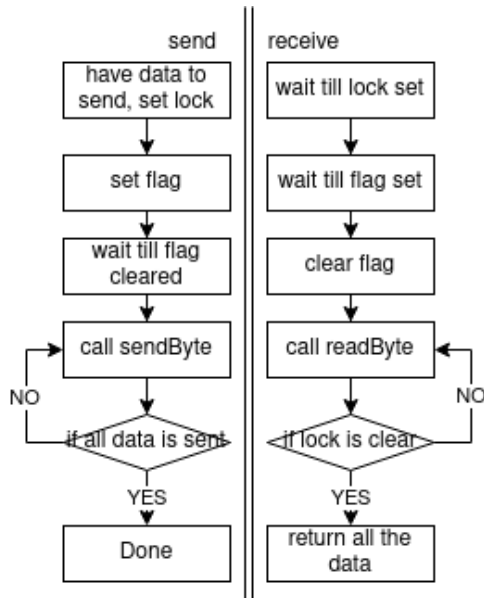 send
have data to
send, set lock
set flag
wait till flag
cleared
call sendByte
NO
if all data is sent
YES
Done
receive
wait till lock set
wait till flag set
clear flag
call readByte
NO
if lock is clear
YES
return all the
data